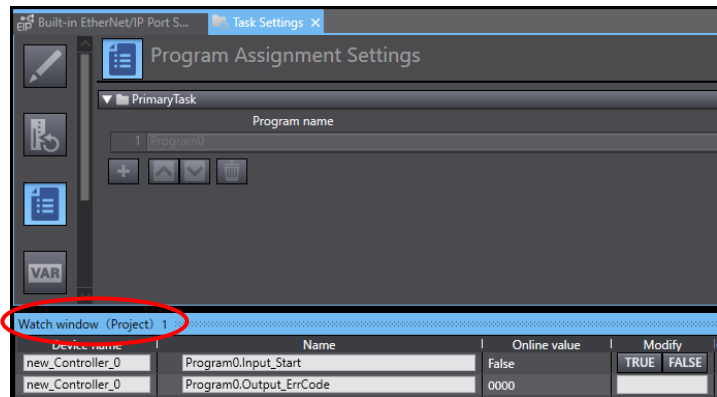 EIP Built-in EtherNet/IP Port S... Task Settings ×
Program Assignment Settings
PrimaryTask
Program name
1 Program0
VAR
Watch window (Project) 1
Device name Name Online value Modify
new_Controller_0 Program0.Input_Start False TRUE FALSE
new_Controller_0 Program0.Output_ErrCode 0000